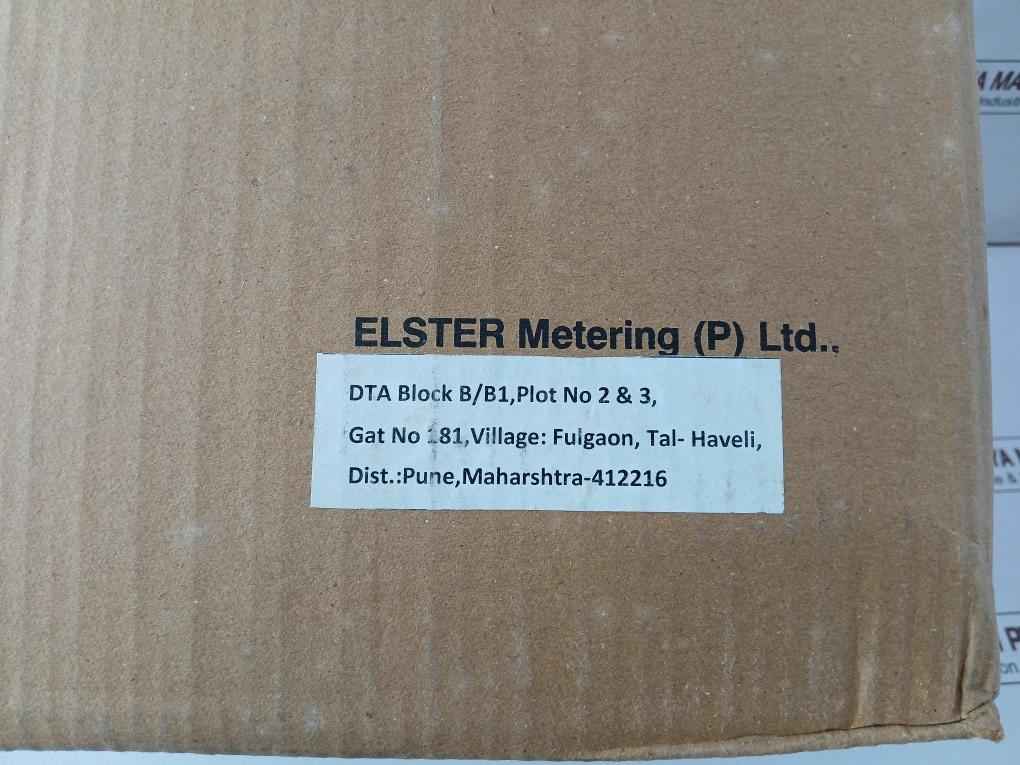 ELSTER Metering (P) Ltd.,
DTA Block B/B1,Plot No 2 & 3,
Gat No 181,Village: Fulgaon, Tal- Haveli,
Dist.:Pune,Maharshtra-412216